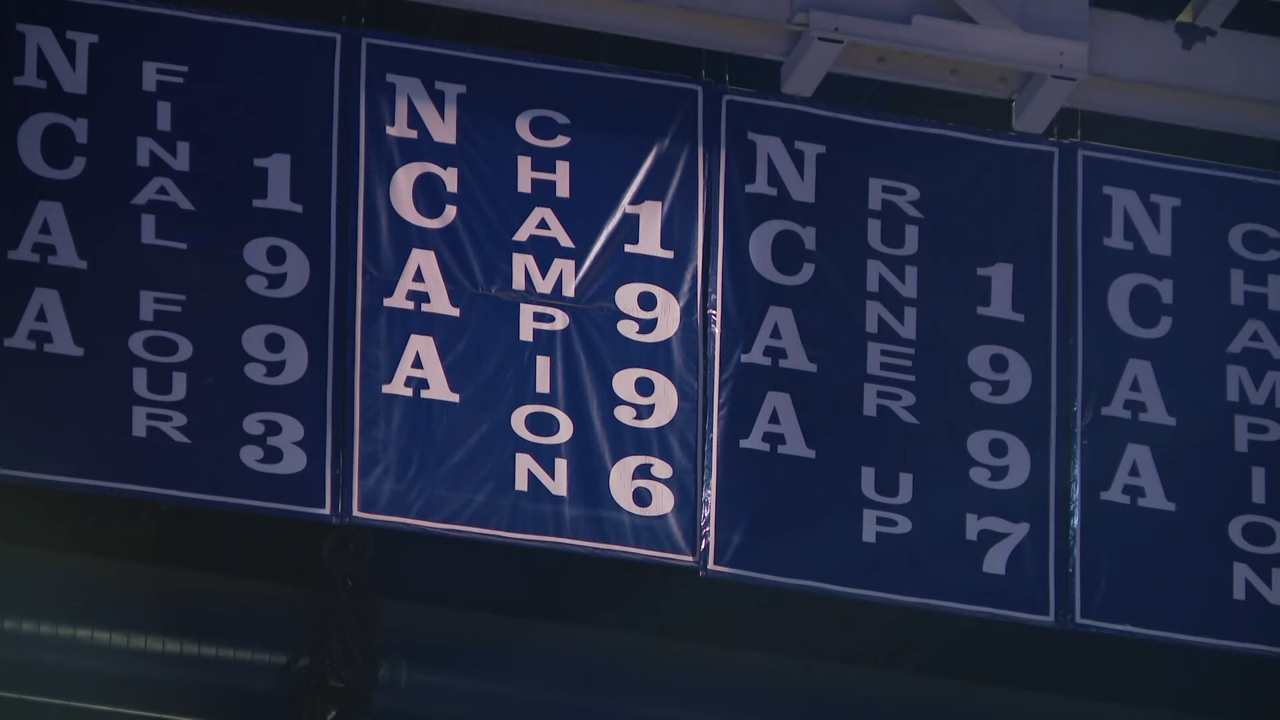 NCAA
FINAL FOUR
1993
NCAA
CHAMPION
1996
NCAA
RUNNER UP
1997
NCAA
CHAMPION